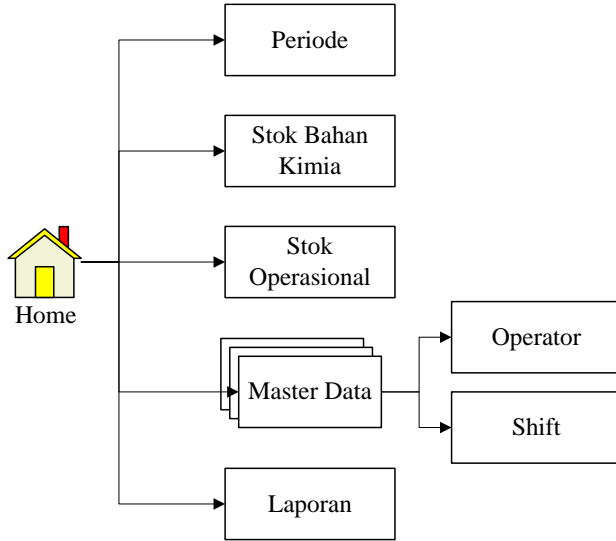 Periode
Stok Bahan
Kimia
Stok
Operasional
Home
Operator
Master Data
Shift
Laporan